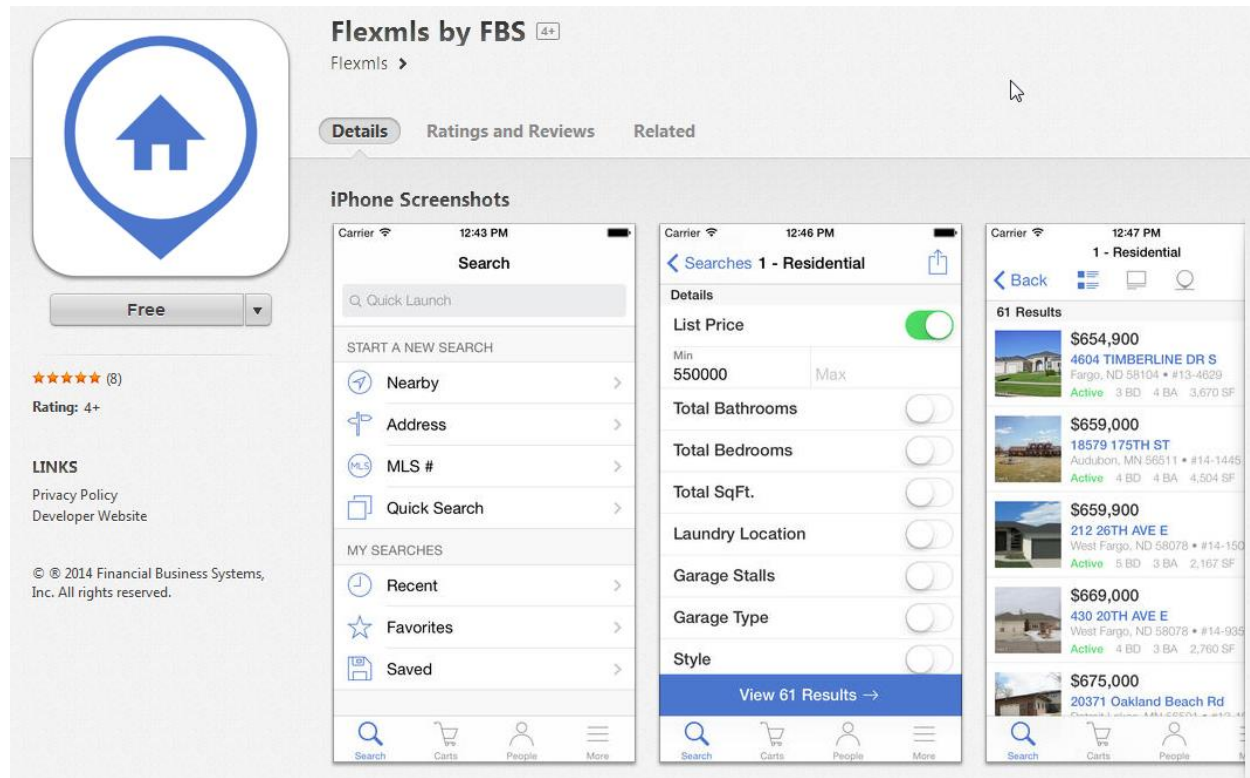 Flexmls by FBS 4+
Flexmls >
Details Ratings and Reviews Related
iPhone Screenshots
Free
(8)
Rating: 4+
LINKS
Privacy Policy
Developer Website
© ® 2014 Financial Business Systems,
Inc. All rights reserved.
Carrier 12:43 PM
Search
Quick Launch
START A NEW SEARCH
Nearby
Address
MLS MLS #
Quick Search
MY SEARCHES
Recent
Favorites
Saved
Search Carts People More
Carrier 12:46 PM
Searches 1 - Residential
Details
List Price
Min
550000 Max
Total Bathrooms
Total Bedrooms
Total SqFt.
Laundry Location
Garage Stalls
Garage Type
Style
View 61 Results →
Search Carts People More
Carrier 12:47 PM
1 - Residential
Back
61 Results
$654,900
4604 TIMBERLINE DR S
Fargo, ND 58104 • #13-4629
Active 3 BD 4 BA 3,670 SF
$659,000
18579 175TH ST
Audubon, MN 56511 • #14-1445
Active 4 BD 4 BA 4,504 SF
$659,900
212 26TH AVE E
West Fargo, ND 58078 • #14-150
Active 5 BD 3 BA 2,167 SF
$669,000
430 20TH AVE E
West Fargo, ND 58078 • #14-935
Active 4 BD 3 BA 2,760 SF
$675,000
20371 Oakland Beach Rd
Search Carts People